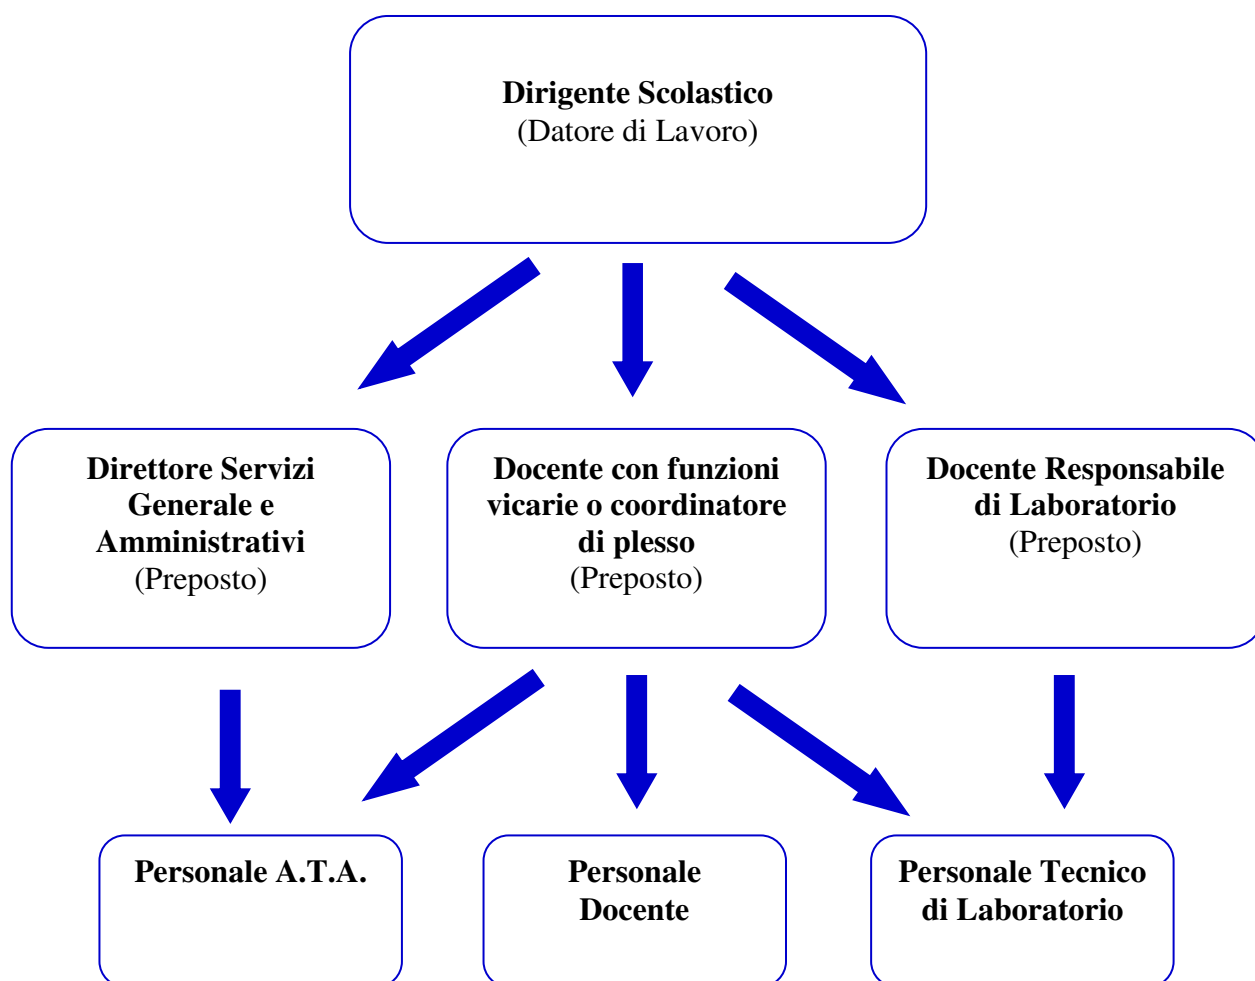 Dirigente Scolastico
(Datore di Lavoro)
Direttore Servizi
Generale e
Amministrativi
(Preposto)
Docente con funzioni
vicarie o coordinatore
di plesso
(Preposto)
Docente Responsabile
di Laboratorio
(Preposto)
Personale A.T.A.
Personale
Docente
Personale Tecnico
di Laboratorio